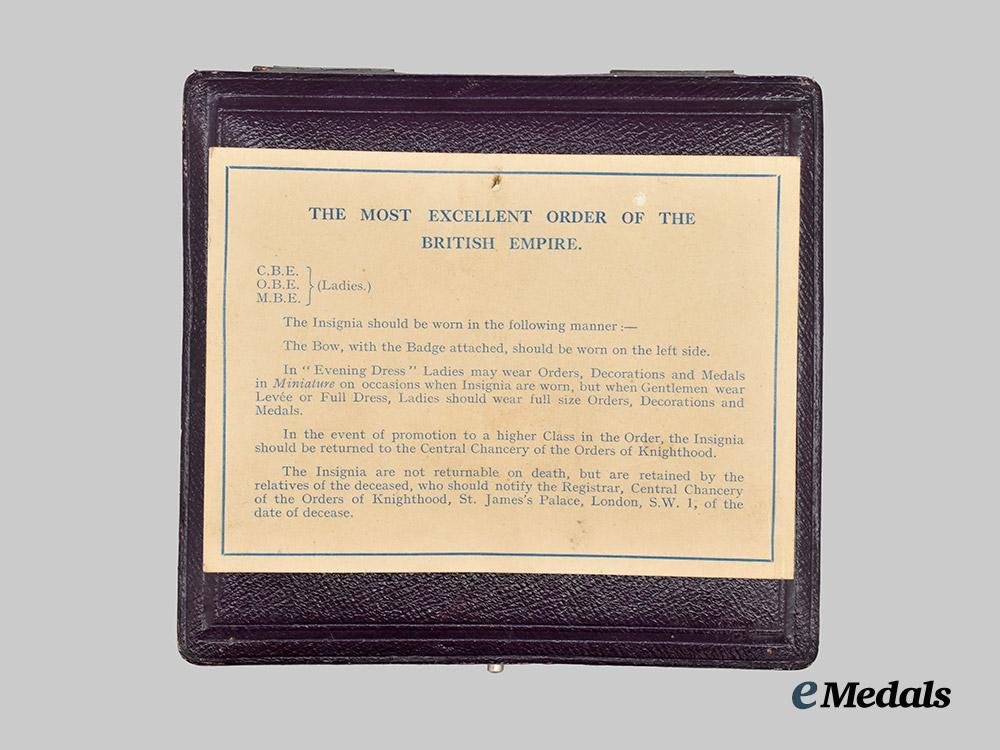 THE MOST EXCELLENT ORDER OF THE
BRITISH EMPIRE.
C.B.E.
O.B.E. (Ladies.)
M.B.E.
The Insignia should be worn in the following manner :—
The Bow, with the Badge attached, should be worn on the left side.
In "Evening Dress" Ladies may wear Orders, Decorations and Medals
in Miniature on occasions when Insignia are worn, but when Gentlemen wear
Levée or Full Dress, Ladies should wear full size Orders, Decorations and
Medals.
In the event of promotion to a higher Class in the Order, the Insignia
should be returned to the Central Chancery of the Orders of Knighthood.
The Insignia are not returnable on death, but are retained by the
relatives of the deceased, who should notify the Registrar, Central Chancery
of the Orders of Knighthood, St. James's Palace, London, S.W. 1, of the
date of decease.
eMedals